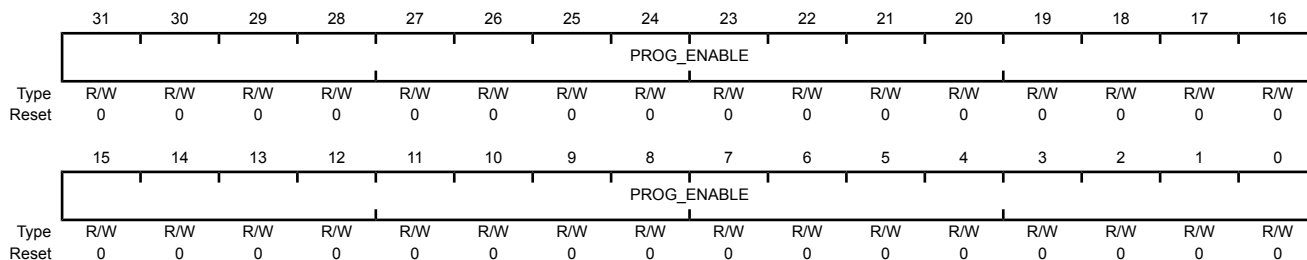 31 30 29 28 27 26 25 24 23 22 21 20 19 18 17 16
PROG_ENABLE
Type R/W R/W R/W R/W R/W R/W R/W R/W R/W R/W R/W R/W R/W R/W R/W R/W
Reset 0 0 0 0 0 0 0 0 0 0 0 0 0 0 0 0
15 14 13 12 11 10 9 8 7 6 5 4 3 2 1 0
PROG_ENABLE
Type R/W R/W R/W R/W R/W R/W R/W R/W R/W R/W R/W R/W R/W R/W R/W R/W
Reset 0 0 0 0 0 0 0 0 0 0 0 0 0 0 0 0